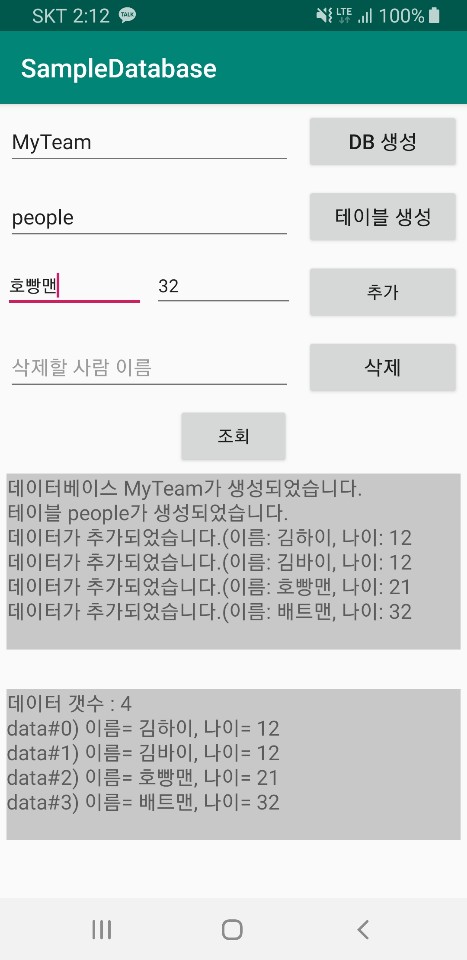 SKT 2:12 TALK LTE 100%
SampleDatabase
MyTeam DB 생성
people 테이블 생성
호빵맨 32 추가
삭제할 사람 이름 삭제
조회
데이터베이스 MyTeam가 생성되었습니다.
테이블 people가 생성되었습니다.
데이터가 추가되었습니다.(이름: 김하이, 나이: 12
데이터가 추가되었습니다.(이름: 김바이, 나이: 12
데이터가 추가되었습니다.(이름: 호빵맨, 나이: 21
데이터가 추가되었습니다.(이름: 배트맨, 나이: 32
데이터 갯수 : 4
data#0) 이름= 김하이, 나이= 12
data#1) 이름= 김바이, 나이= 12
data#2) 이름= 호빵맨, 나이= 21
data#3) 이름= 배트맨, 나이= 32